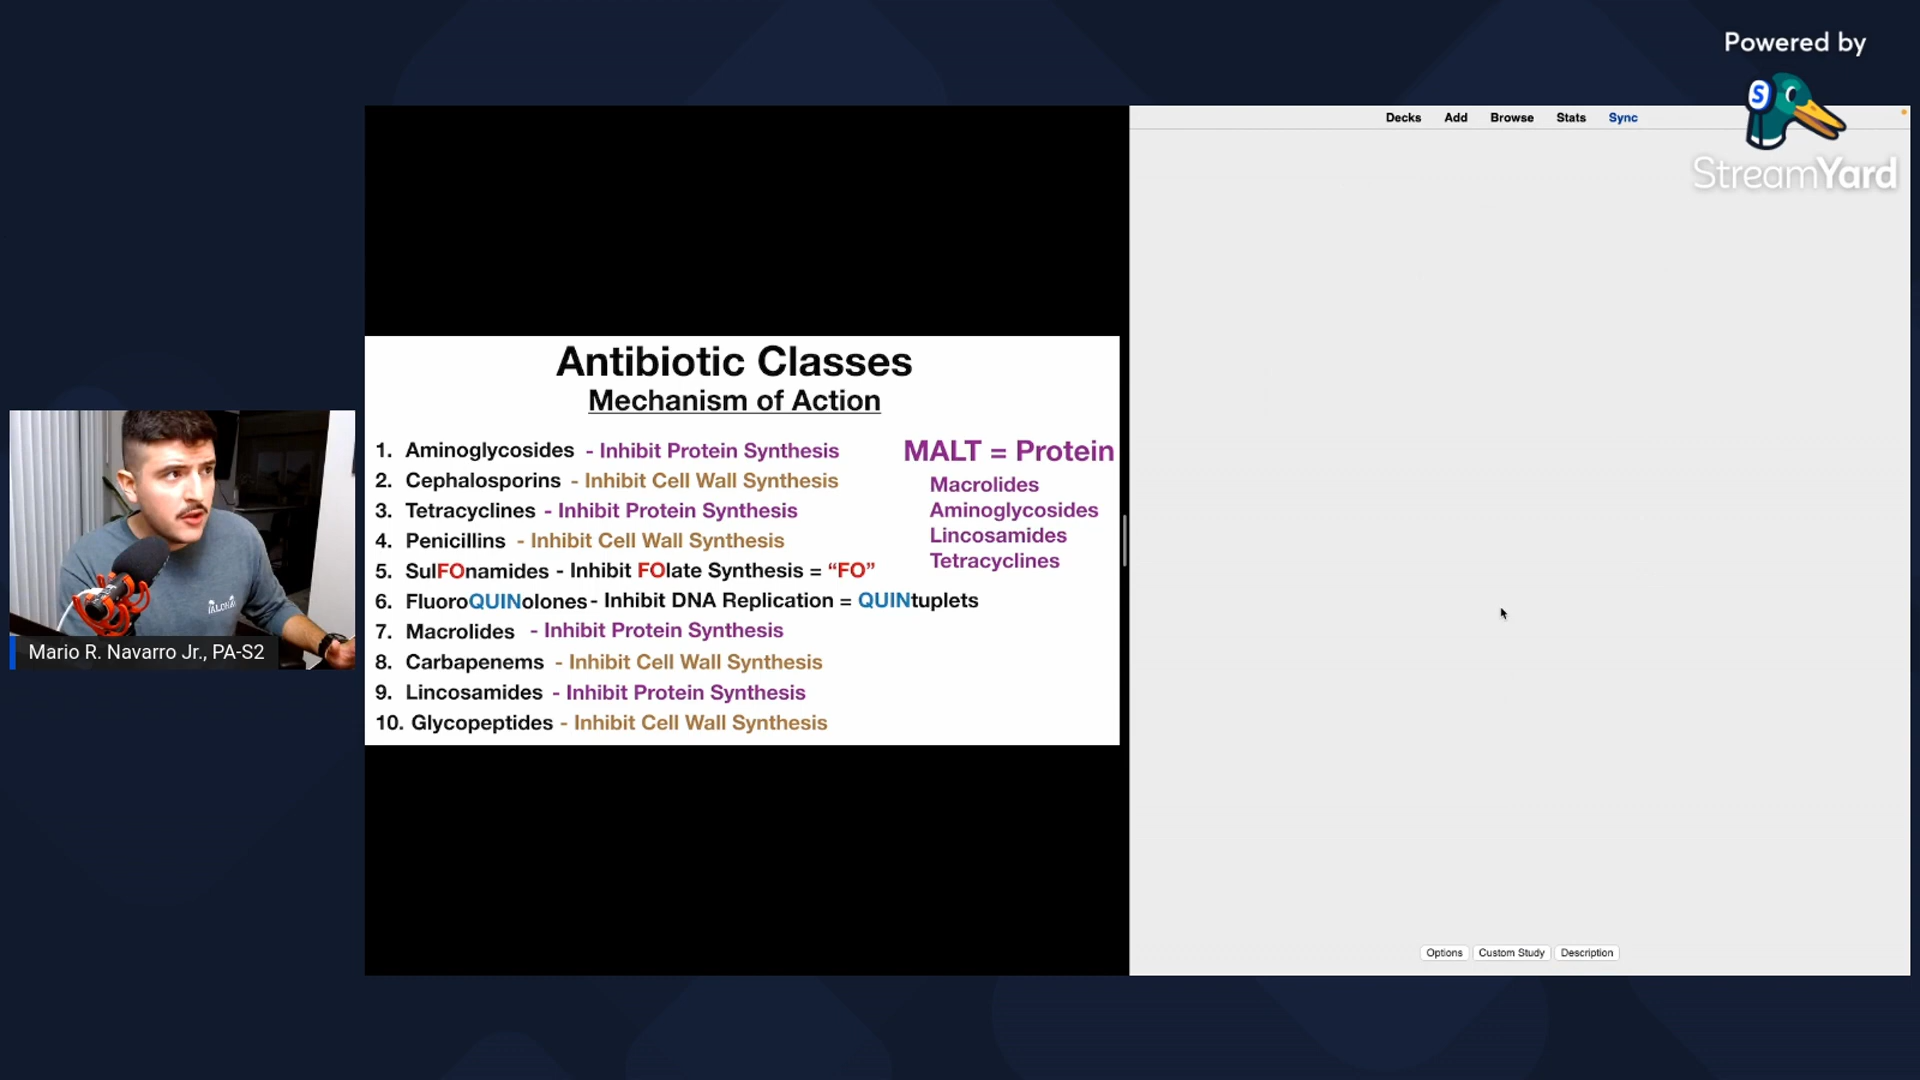 Powered by
StreamYard
Decks Add Browse Stats Sync
Antibiotic Classes
Mechanism of Action
1. Aminoglycosides - Inhibit Protein Synthesis
2. Cephalosporins - Inhibit Cell Wall Synthesis
3. Tetracyclines - Inhibit Protein Synthesis
4. Penicillins - Inhibit Cell Wall Synthesis
5. SulFOnamides - Inhibit FOlate Synthesis = “FO”
6. FluoroQUINolones - Inhibit DNA Replication = QUINtuplets
7. Macrolides - Inhibit Protein Synthesis
8. Carbapenems - Inhibit Cell Wall Synthesis
9. Lincosamides - Inhibit Protein Synthesis
10. Glycopeptides - Inhibit Cell Wall Synthesis
MALT = Protein
Macrolides
Aminoglycosides
Lincosamides
Tetracyclines
ALOHA
Mario R. Navarro Jr., PA-S2
Options Custom Study Description